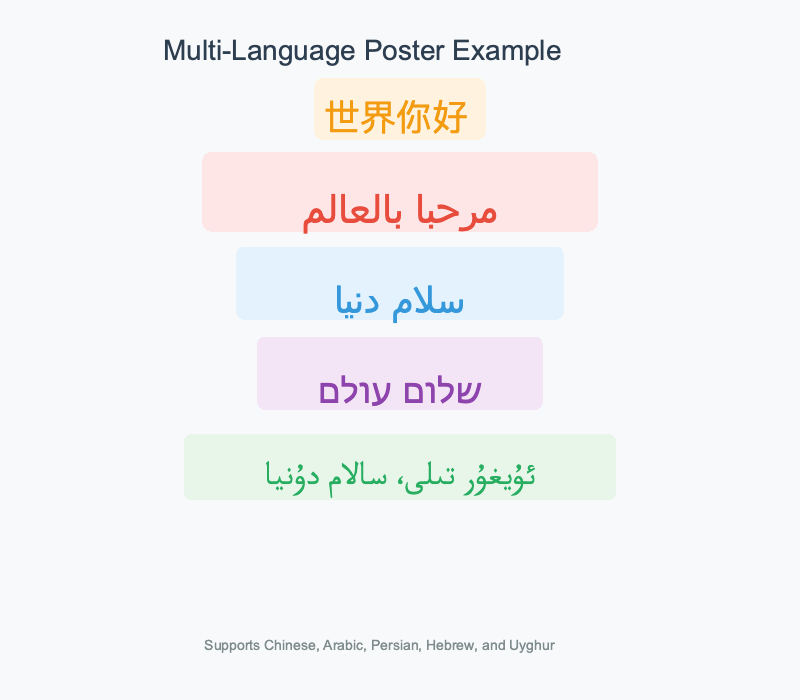 Multi-Language Poster Example
世界你好
مرحبا بالعالم
سلام دنیا
שלום עולם
ئۇيغۇر تىلى، سالام دۇنيا
Supports Chinese, Arabic, Persian, Hebrew, and Uyghur